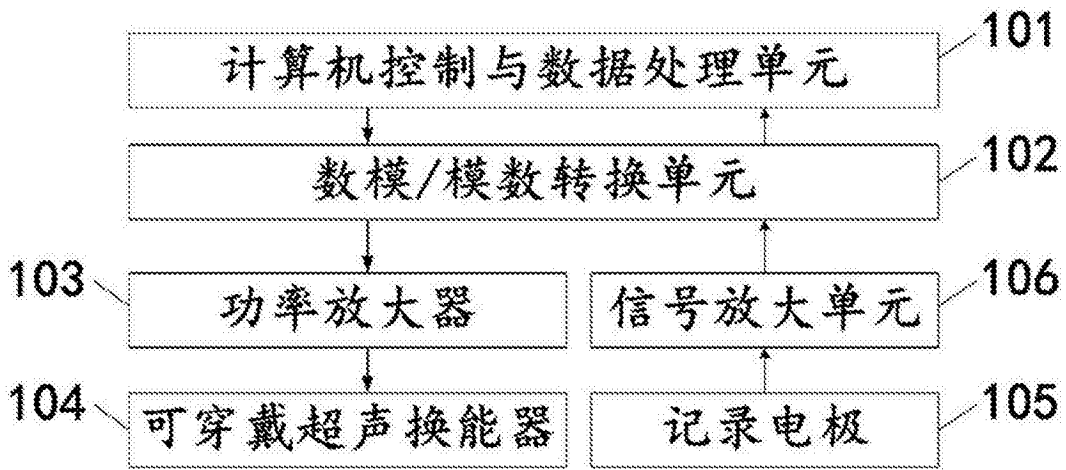 计算机控制与数据处理单元
101
数模/模数转换单元
102
103
功率放大器
信号放大单元
106
104
可穿戴超声换能器
记录电极
105